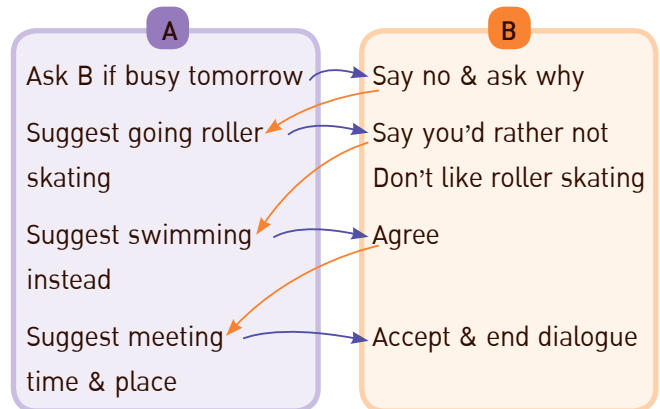 A
Ask B if busy tomorrow
Suggest going roller
skating
Suggest swimming
instead
Suggest meeting
time & place
B
Say no & ask why
Say you'd rather not
Don't like roller skating
Agree
Accept & end dialogue